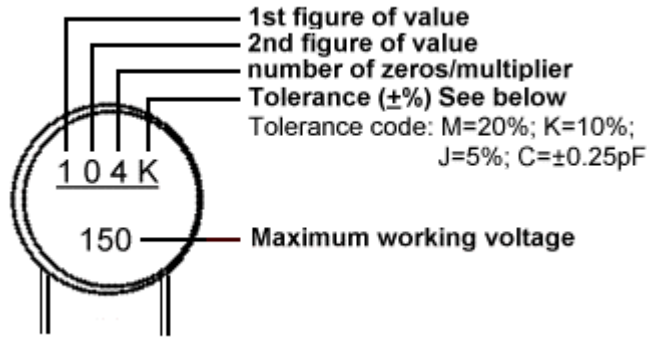 1st figure of value
2nd figure of value
number of zeros/multiplier
Tolerance (±%) See below
Tolerance code: M=20%; K=10%;
J=5%; C=±0.25pF
104K
150
Maximum working voltage